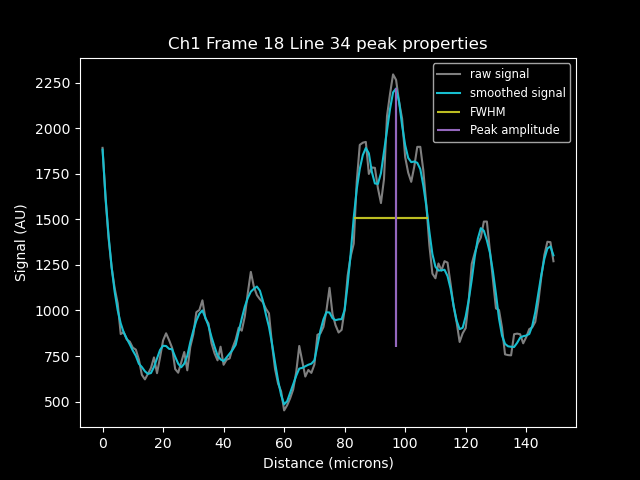 Ch1 Frame 18 Line 34 peak properties
raw signal
smoothed signal
FWHM
Peak amplitude
Signal (AU)
2250
2000
1750
1500
1250
1000
750
500
0 20 40 60 80 100 120 140
Distance (microns)